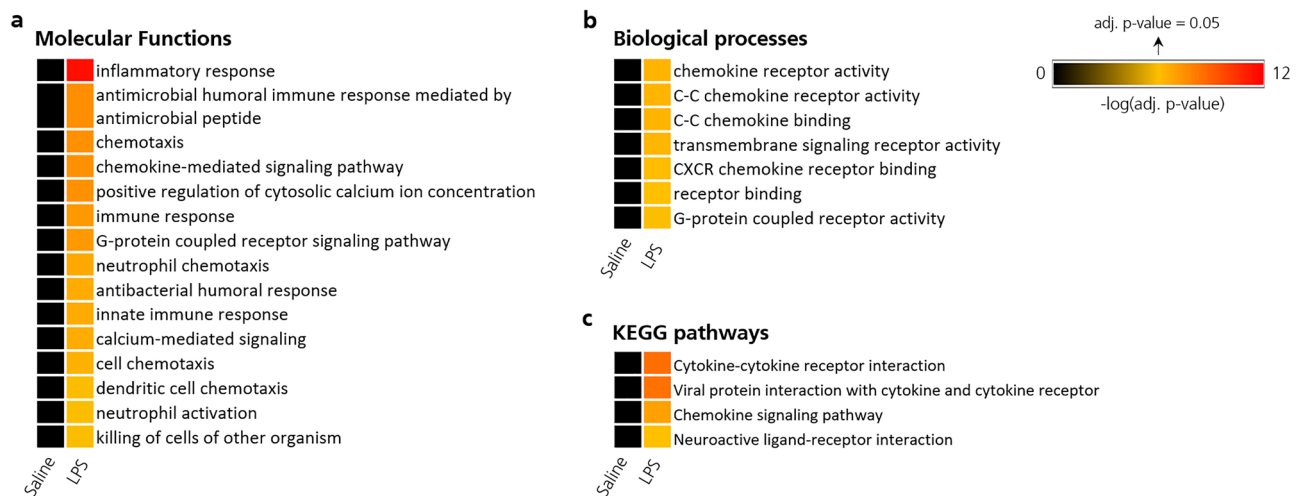 a
Molecular Functions
inflammatory response
antimicrobial humoral immune response mediated by
antimicrobial peptide
chemotaxis
chemokine-mediated signaling pathway
positive regulation of cytosolic calcium ion concentration
immune response
G-protein coupled receptor signaling pathway
neutrophil chemotaxis
antibacterial humoral response
innate immune response
calcium-mediated signaling
cell chemotaxis
dendritic cell chemotaxis
neutrophil activation
killing of cells of other organism
Saline
LPS
b
Biological processes
chemokine receptor activity
C-C chemokine receptor activity
C-C chemokine binding
transmembrane signaling receptor activity
CXCR chemokine receptor binding
receptor binding
G-protein coupled receptor activity
Saline
LPS
adj. p-value = 0.05
0 12
-log(adj. p-value)
c
KEGG pathways
Cytokine-cytokine receptor interaction
Viral protein interaction with cytokine and cytokine receptor
Chemokine signaling pathway
Neuroactive ligand-receptor interaction
Saline
LPS